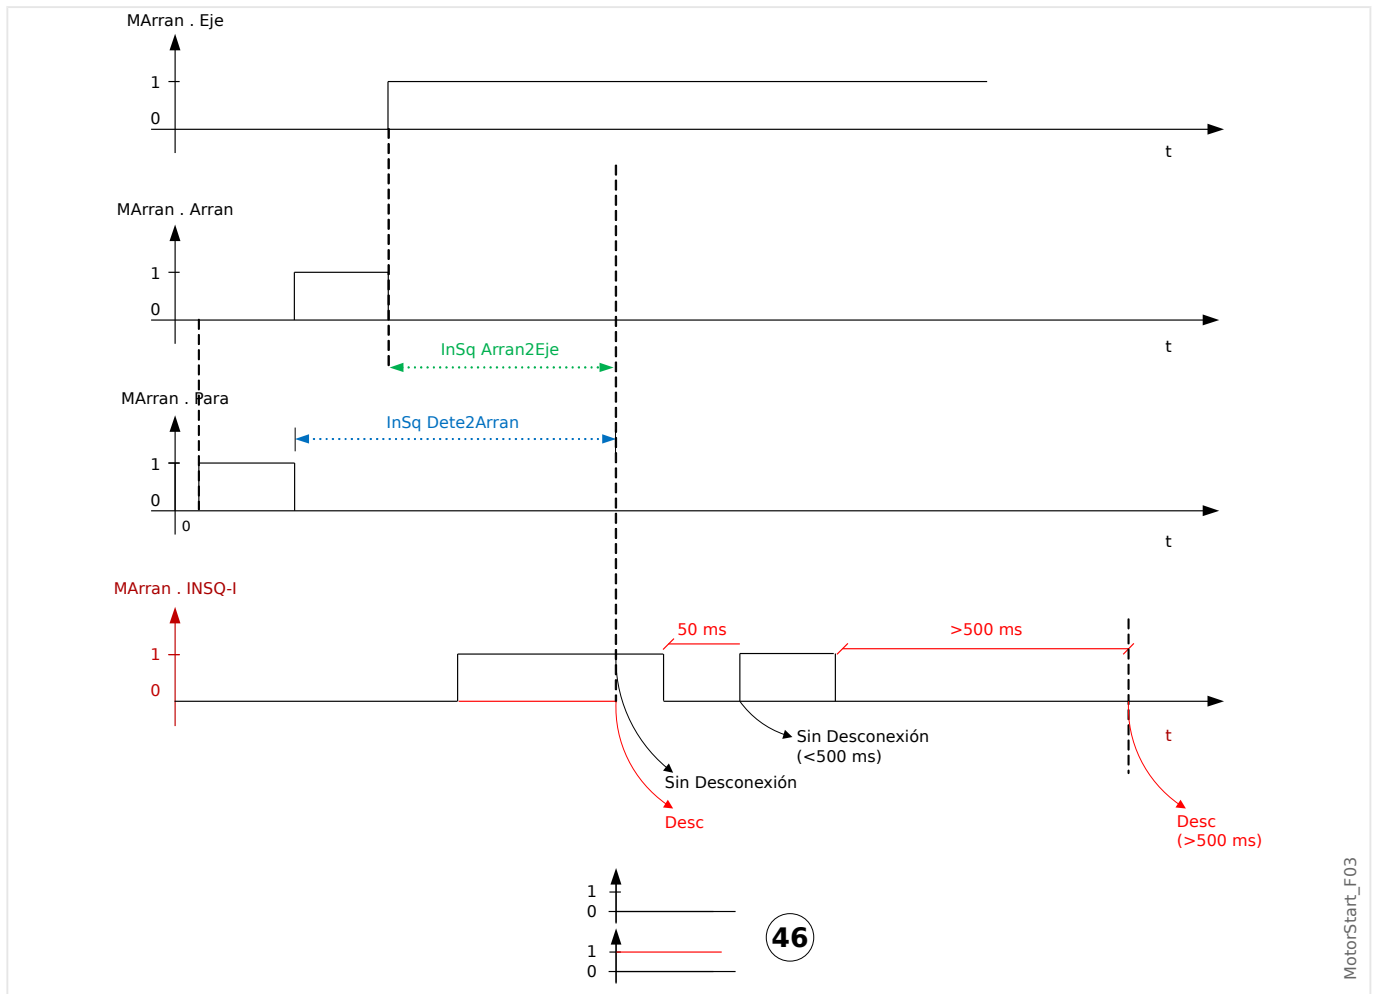 MArran . Eje
1
0
t
MArran . Arran
1
0
t
InSq Arran2Eje
MArran . Para
InSq Dete2Arran
1
0
0
t
MArran . INSQ-I
50 ms
>500 ms
1
0
t
Sin Desconexión
(<500 ms)
Sin Desconexión
Desc
Desc
(>500 ms)
1
0
46
1
0
MotorStart_F03